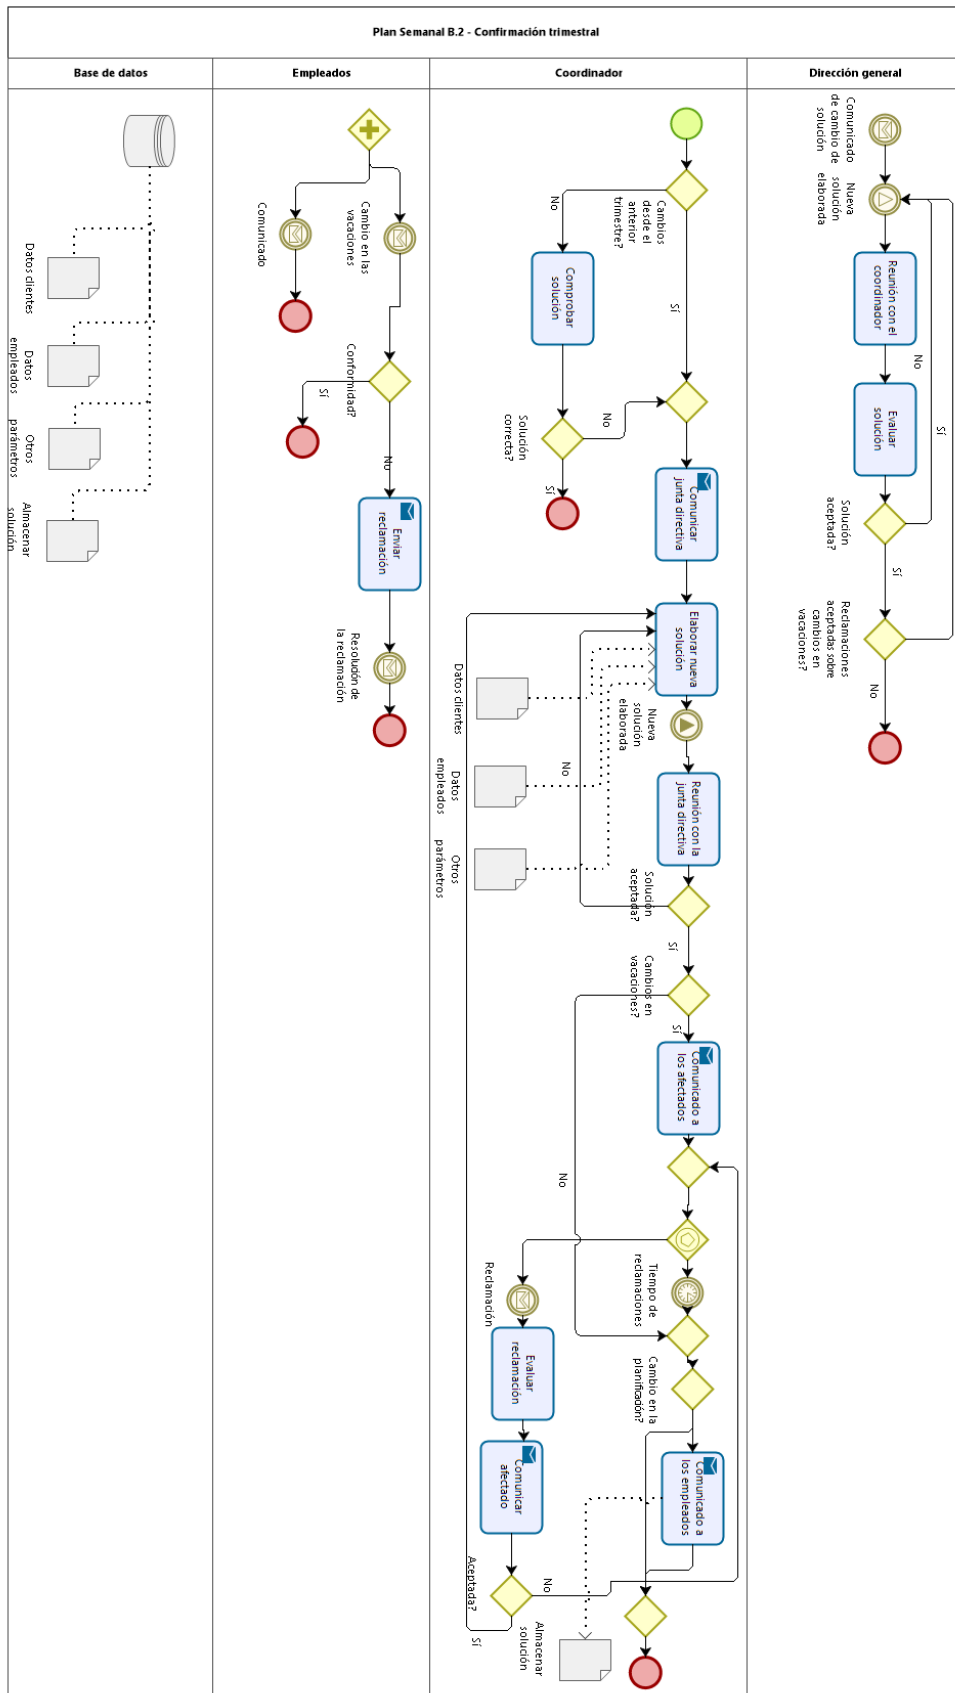 Plan Semanal B.2 - Confirmación trimestral
Base de datos
Empleados
Coordinador
Dirección general
Comunicado
de cambio de
solución
Nueva
solución
elaborada
Reunión con el
coordinador
Evaluar
solución
No
Sí
Solución
aceptada?
Sí
Reclamaciones
aceptadas sobre
cambios en
vacaciones?
No
Cambios
desde el
anterior
trimestre?
No
Sí
Comprobar
solución
Solución
correcta?
No
Sí
Comunicar
junta directiva
Elaborar nueva
solución
Datos clientes
Datos
empleados
Otros
parámetros
Nueva
solución
elaborada
No
Reunión con la
junta directiva
Solución
aceptada?
Sí
Cambios en
vacaciones?
Sí
No
Comunicado a
los afectados
Tiempo de
reclamaciones
Reclamación
Evaluar
reclamación
Comunicar
afectado
Aceptada?
No
Sí
Cambio en la
planificación?
Comunicado a
los empleados
Almacenar
solución
Cambio en las
vacaciones
Comunicado
Conformidad?
Sí
No
Enviar
reclamación
Resolución de
la reclamación
Datos clientes
Datos
empleados
Otros
parámetros
Almacenar
solución